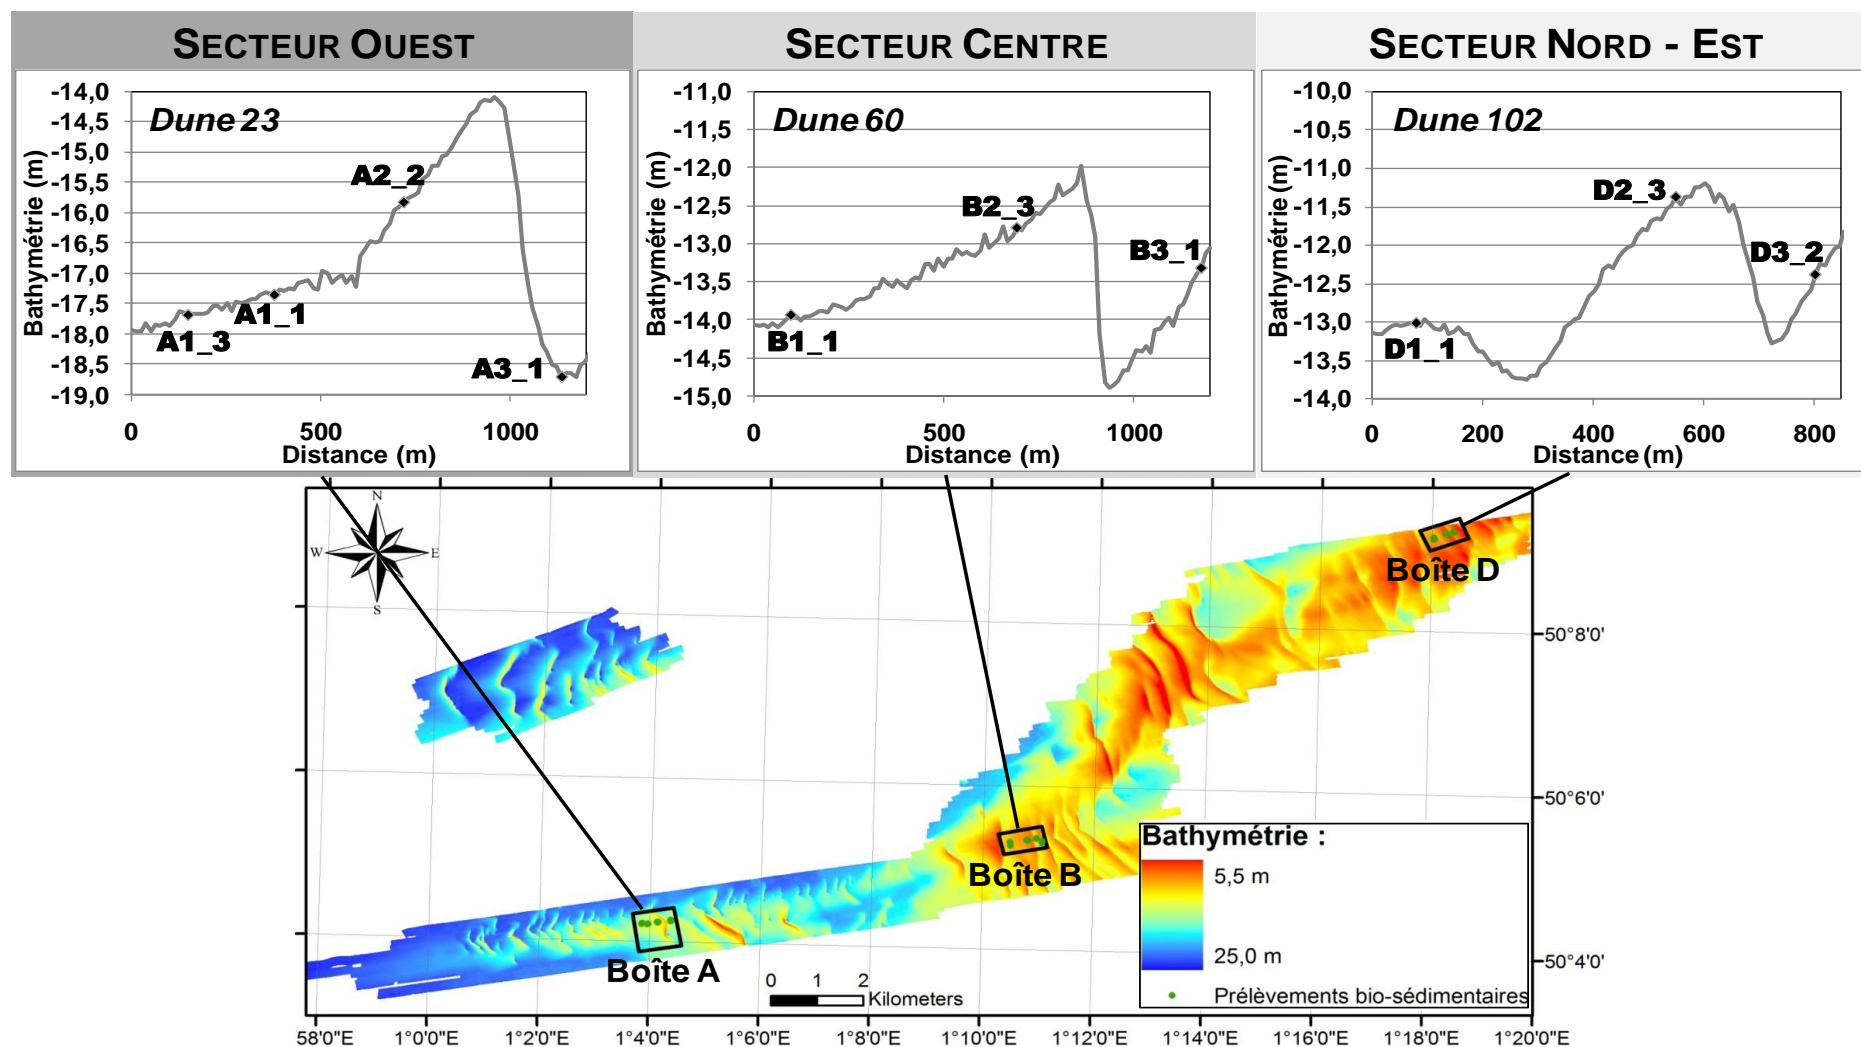 SECTEUR OUEST
SECTEUR CENTRE
SECTEUR NORD - EST
Dune 23
Bathymétrie (m)
-14,0
-14,5
-15,0
-15,5
-16,0
-16,5
-17,0
-17,5
-18,0
-18,5
-19,0
A2_2
A1_1
A1_3
A3_1
0
500
1000
Distance (m)
Dune 60
Bathymétrie (m)
-11,0
-11,5
-12,0
-12,5
-13,0
-13,5
-14,0
-14,5
-15,0
B2_3
B3_1
B1_1
0
500
1000
Distance (m)
Dune 102
Bathymétrie (m)
-10,0
-10,5
-11,0
-11,5
-12,0
-12,5
-13,0
-13,5
-14,0
D2_3
D3_2
D1_1
0
200
400
600
800
Distance (m)
N
W
E
S
Boîte D
50°8'0'
50°6'0'
Boîte B
Boîte A
0
1
2
Kilometers
Bathymétrie :
5,5 m
25,0 m
Prélèvements bio-sédimentaires
50°4'0'
58'0"E
1°0'0"E
1°2'0"E
1°4'0"E
1°6'0"E
1°8'0"E
1°10'0"E
1°12'0"E
1°14'0"E
1°16'0"E
1°18'0"E
1°20'0"E